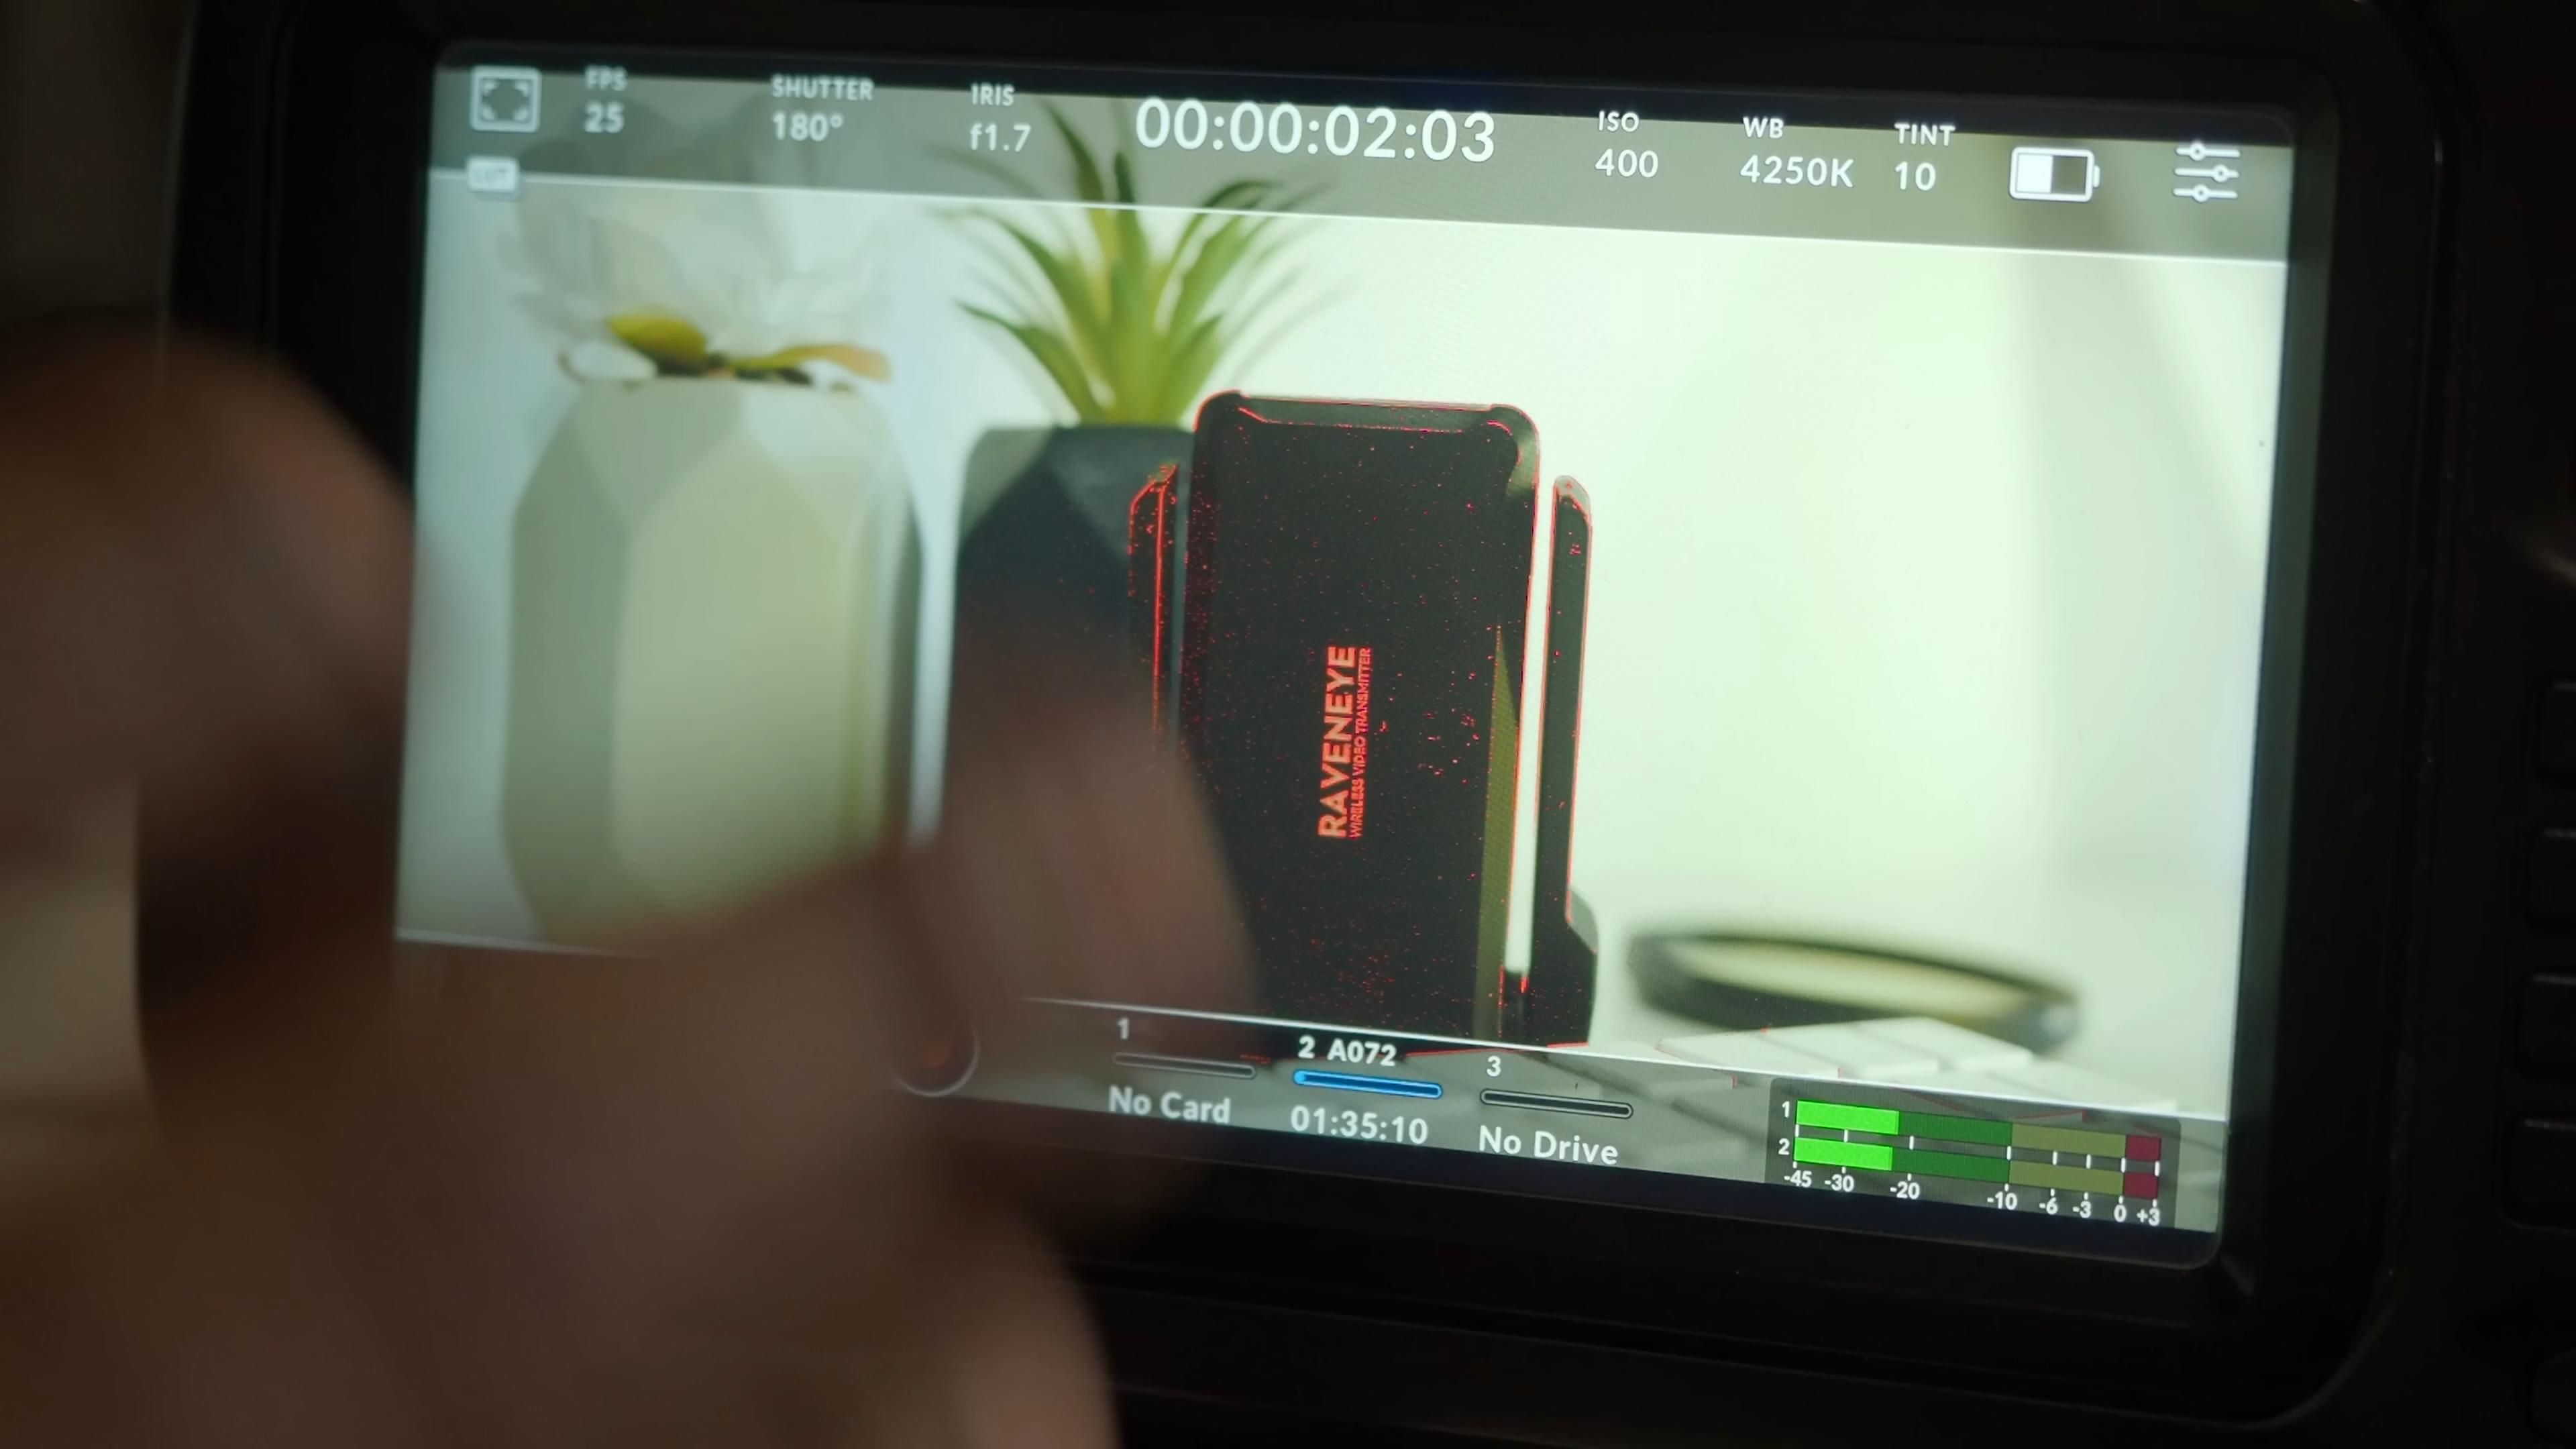 FPS
25
SHUTTER
180°
IRIS
f1.7
00:00:02:03
ISO
400
WB
4250K
TINT
10
RAVENEYE
WIRELESS VIDEO TRANSMITTER
1
No Card
2 A072
01:35:10
3
No Drive
1
2
-45 -30 -20 -10 -6 -3 0 +3